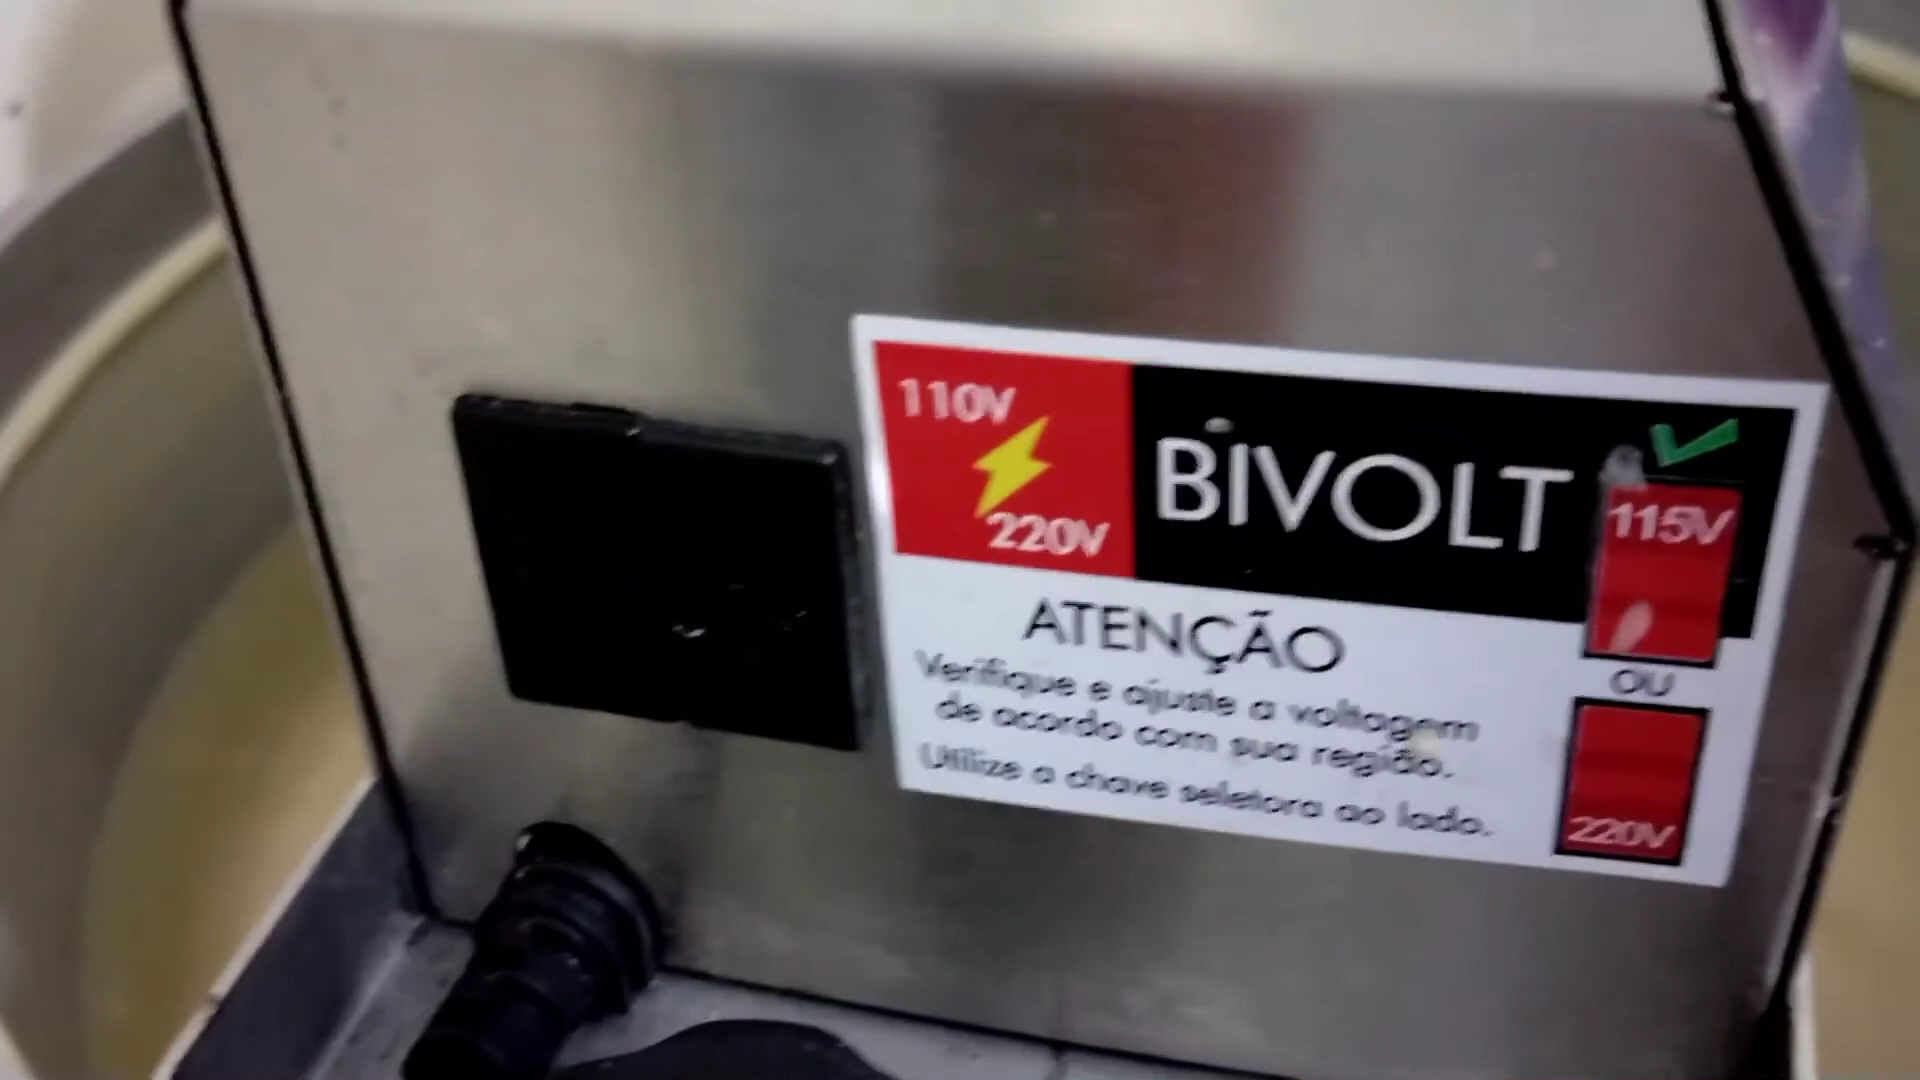 110V
220V
BIVOLT
115V
OU
220V
ATENÇÃO
Verifique e ajuste a voltagem
de acordo com sua região.
Utilize a chave seletora ao lado.